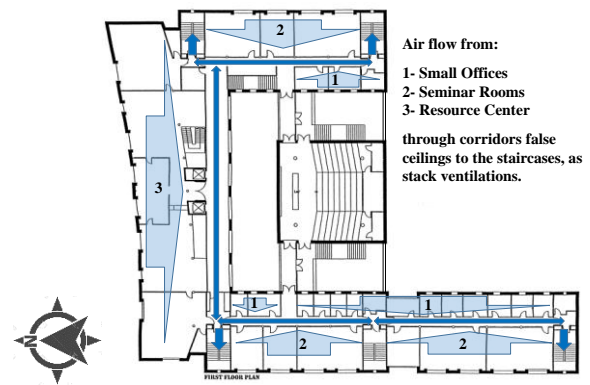 2
1
Air flow from:
1- Small Offices
2- Seminar Rooms
3- Resource Center
through corridors false
ceilings to the staircases, as
stack ventilations.
3
1
1
2
2
N
FIRST FLOOR PLAN